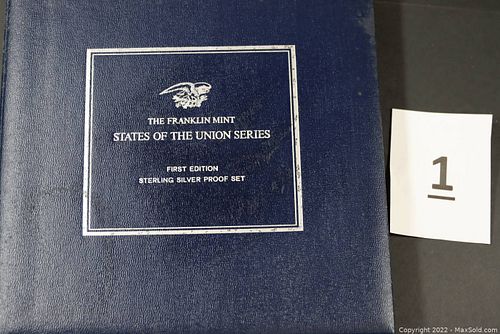 THE FRANKLIN MINT
STATES OF THE UNION SERIES
FIRST EDITION
STERLING SILVER PROOF SET
1
Copyright © 2022 - MaxSold.com